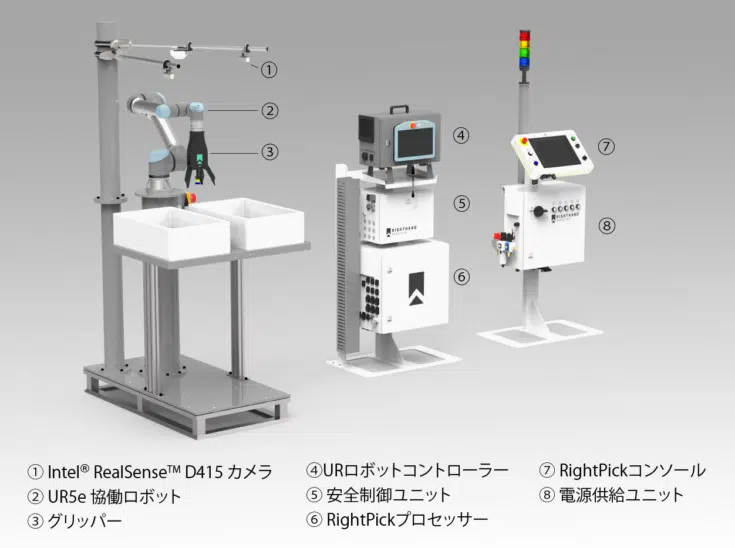 ①
②
③
④
⑤
⑥
⑦
⑧
RIGHTHAND
ROBOTICS
① Intel® RealSense™ D415 カメラ
② UR5e 協働ロボット
③ グリッパー
④URロボットコントローラー
⑤ 安全制御ユニット
⑥ RightPickプロセッサー
⑦ RightPickコンソール
⑧ 電源供給ユニット